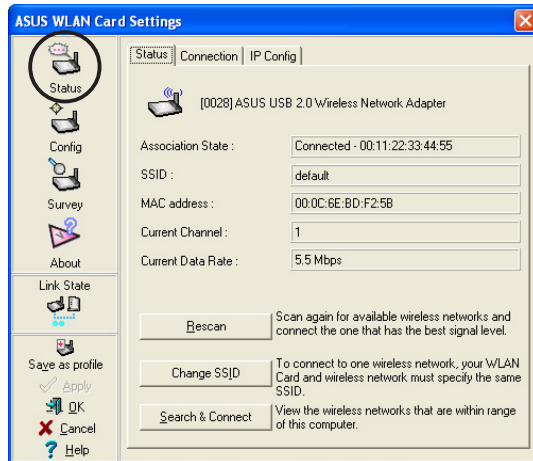 ASUS WLAN Card Settings
Status
Config
Survey
About
Link State
Save as profile
Apply
OK
Cancel
Help
Status
Connection
IP Config
[0028] ASUS USB 2.0 Wireless Network Adapter
Association State :
Connected - 00:11:22:33:44:55
SSID :
default
MAC address :
00:0C:6E:BD:F2:5B
Current Channel :
1
Current Data Rate :
5.5 Mbps
Rescan
Scan again for available wireless networks and
connect the one that has the best signal level.
Change SSID
To connect to one wireless network, your WLAN
Card and wireless network must specify the same
SSID.
Search & Connect
View the wireless networks that are within range
of this computer.